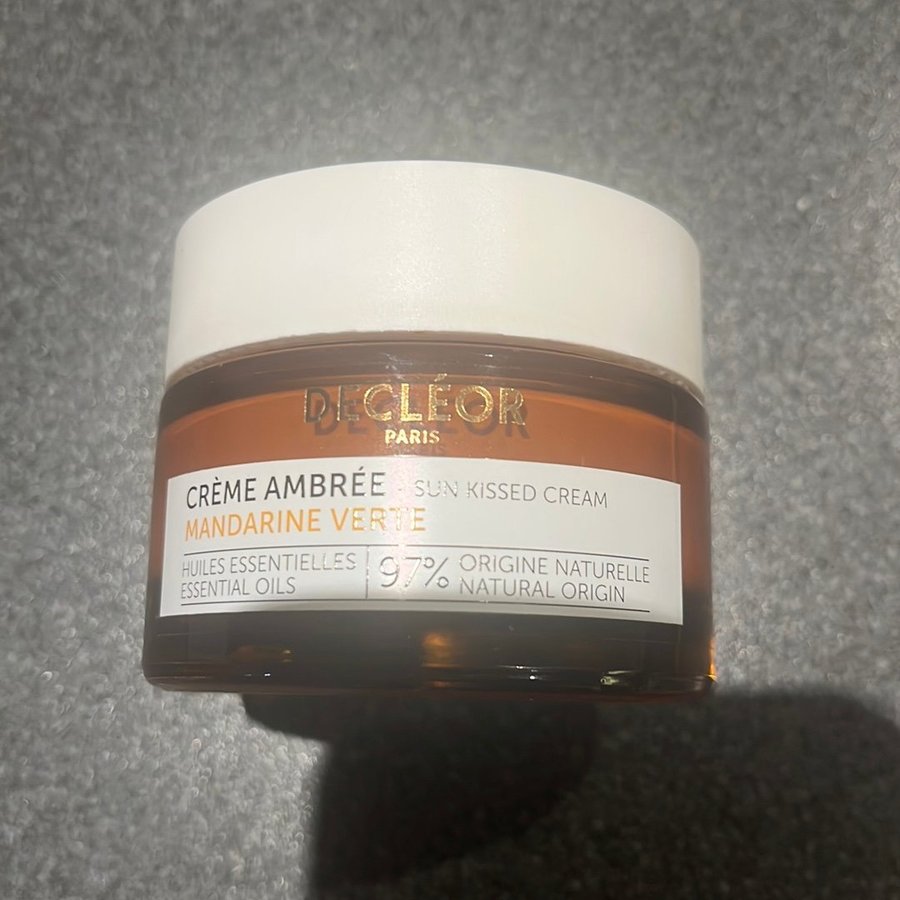 DECLÉOR
PARIS
CRÈME AMBRÉE SUN KISSED CREAM
MANDARINE VERTE
HUILES ESSENTIELLES
ESSENTIAL OILS
97%
ORIGINE NATURELLE
NATURAL ORIGIN